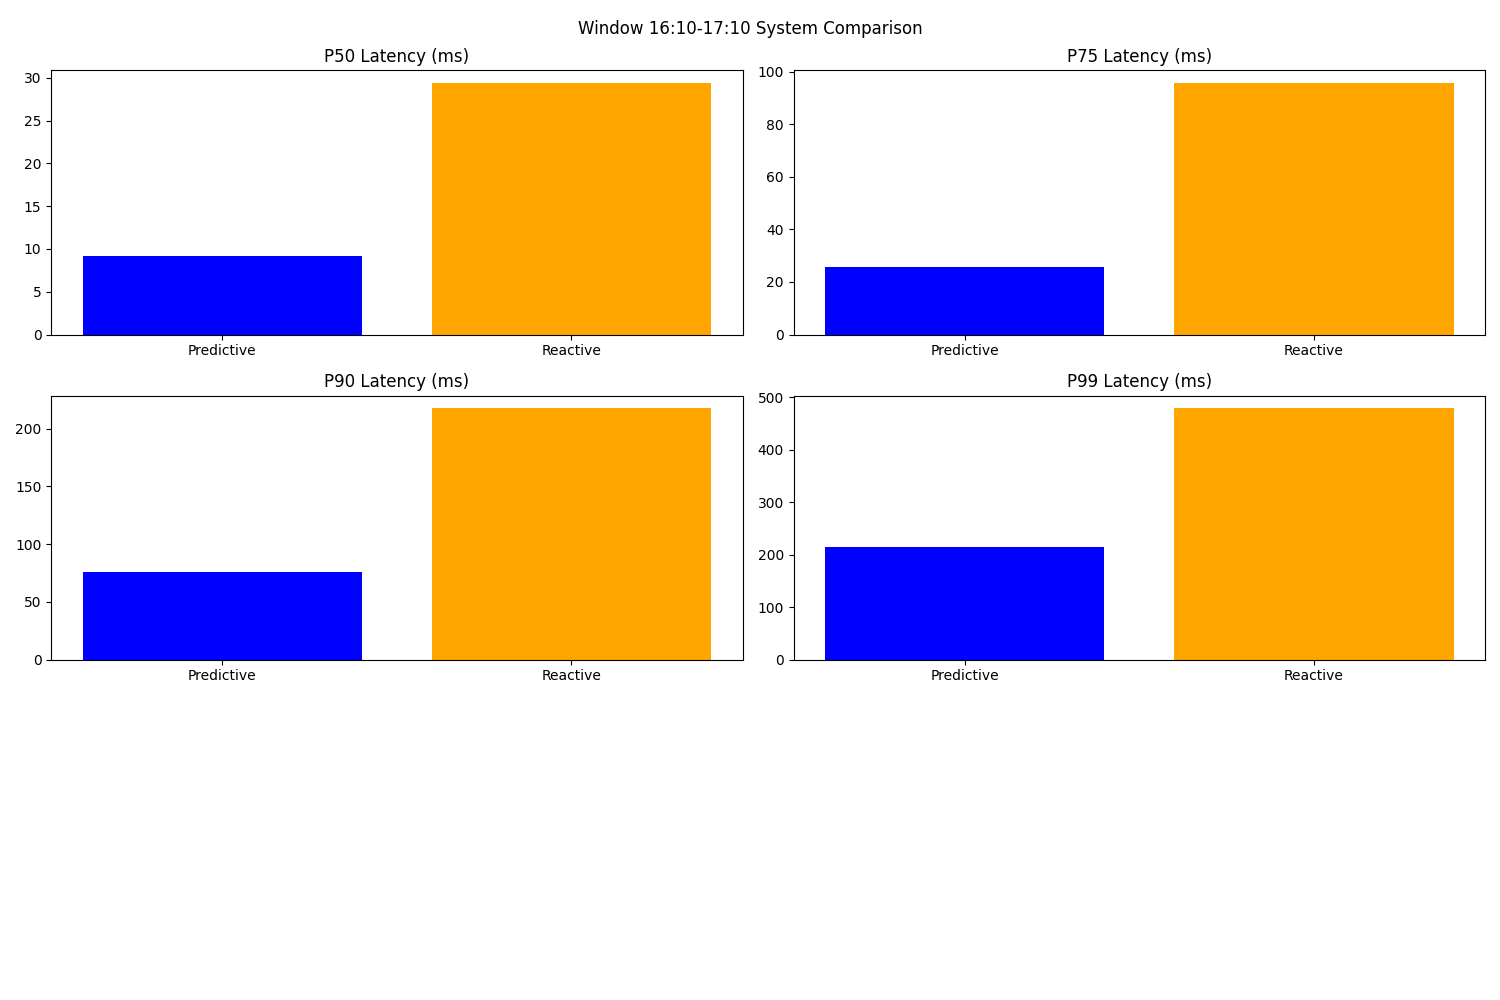 Window 16:10-17:10 System Comparison
P50 Latency (ms)
30
25
20
15
10
5
0
Predictive
Reactive
P75 Latency (ms)
100
80
60
40
20
0
Predictive
Reactive
P90 Latency (ms)
200
150
100
50
0
Predictive
Reactive
P99 Latency (ms)
500
400
300
200
100
0
Predictive
Reactive